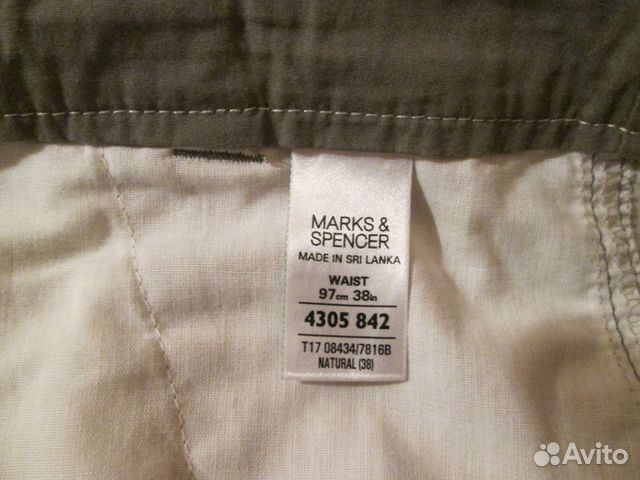 MARKS &
SPENCER
MADE IN SRI LANKA
WAIST
97cm 38in
4305 842
T17 08434/7816B
NATURAL (38)
Avito